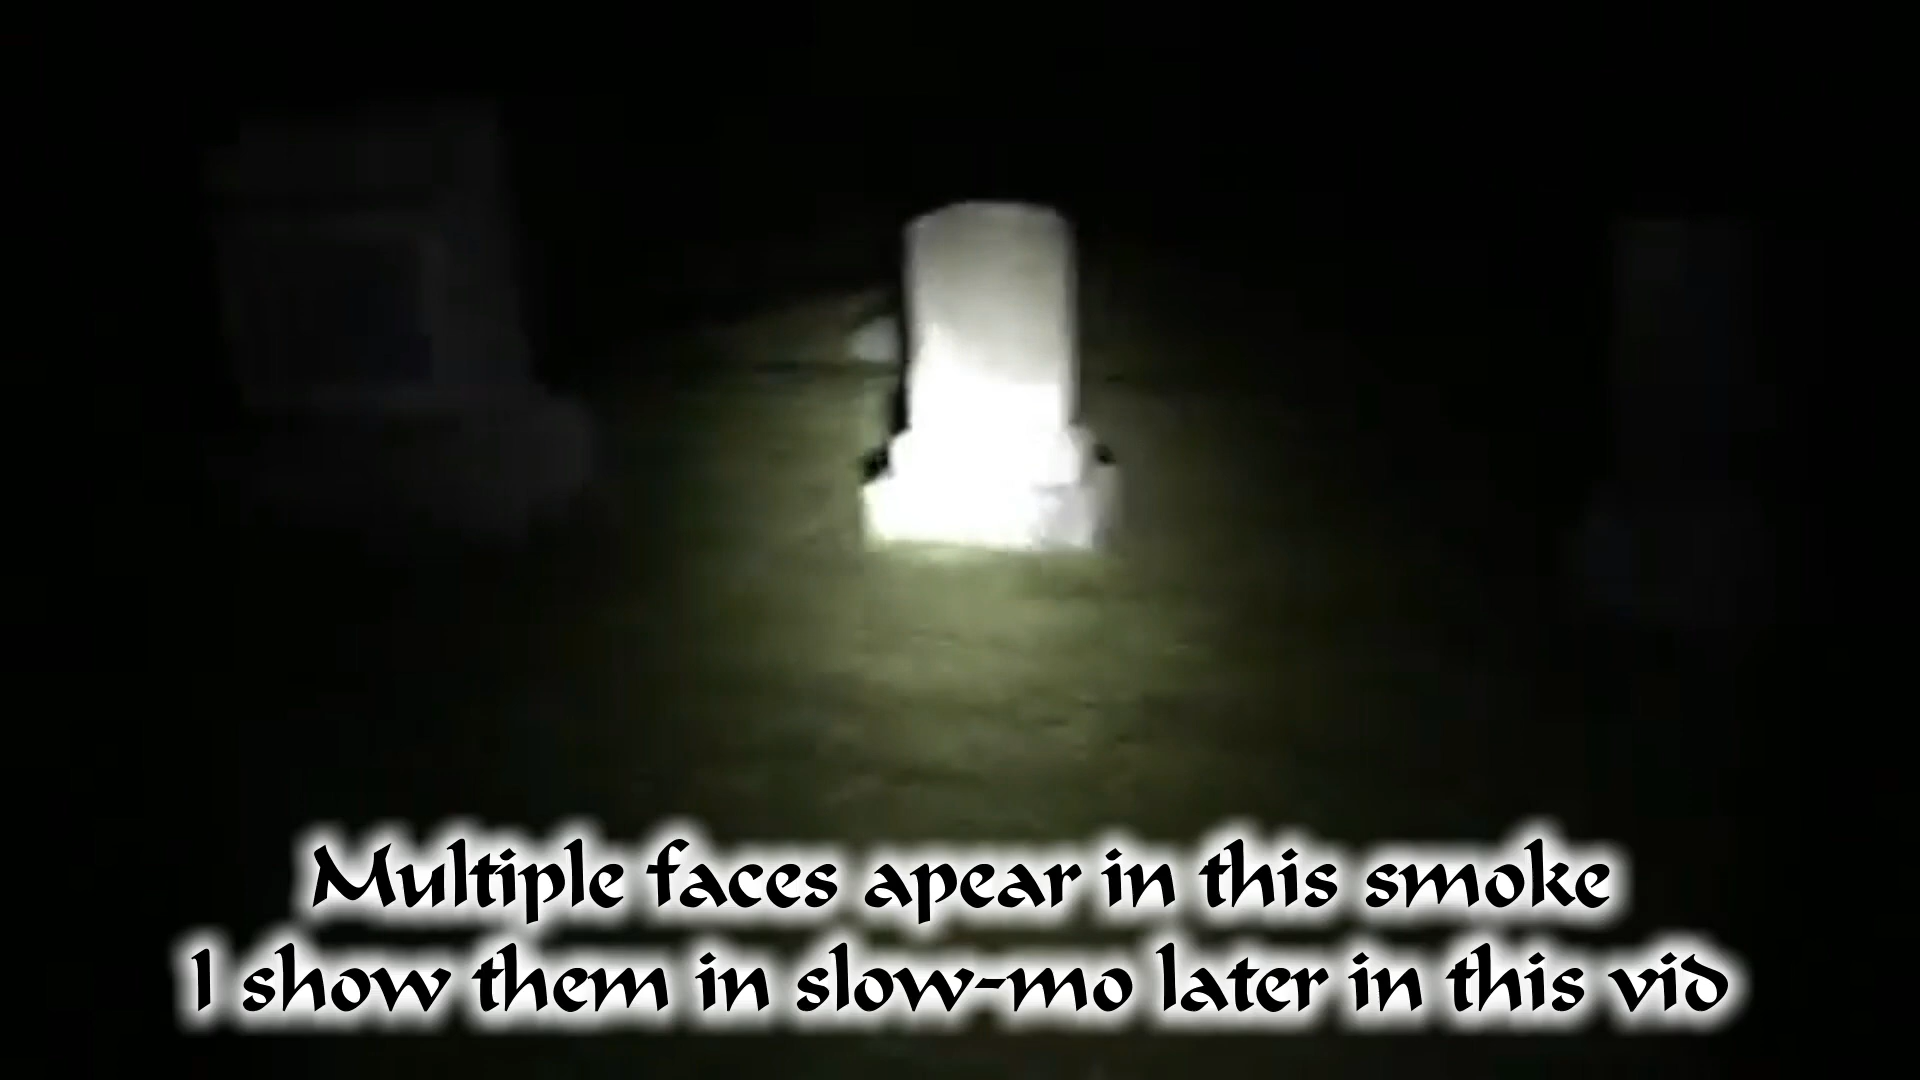 Multiple faces apear in this smoke
I show them in slow-mo later in this vid